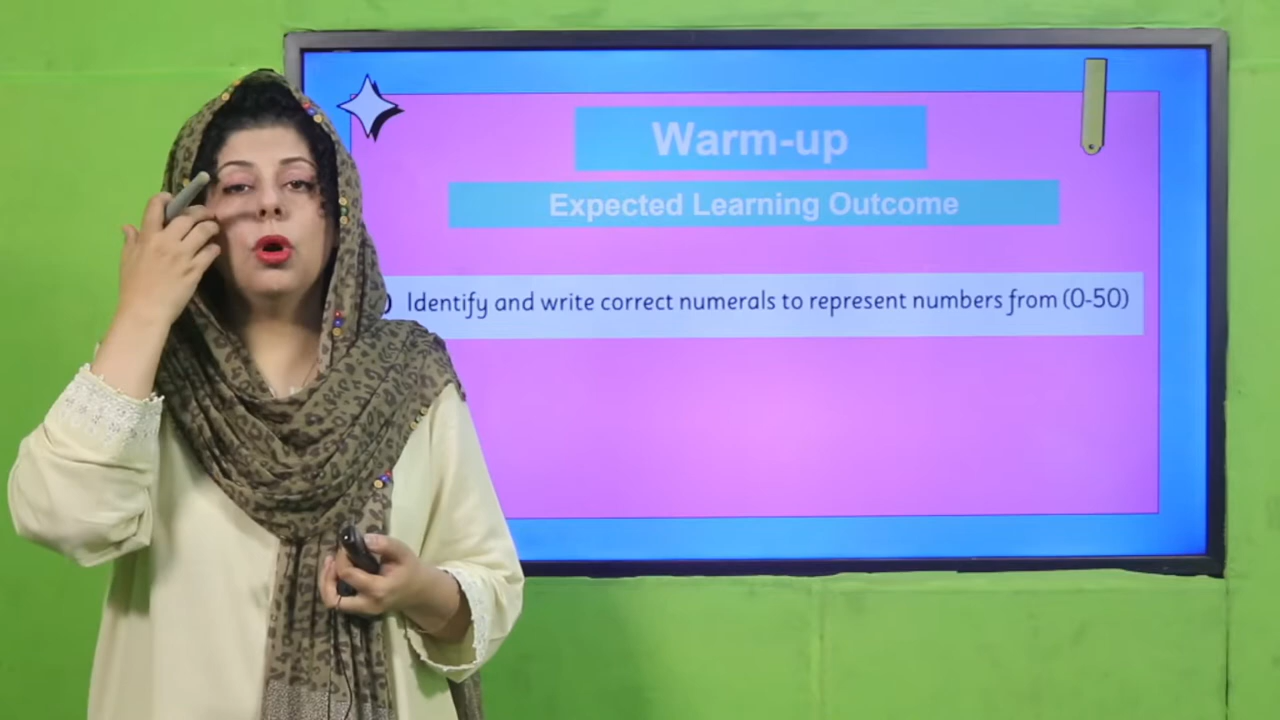 Warm-up
Expected Learning Outcome
) Identify and write correct numerals to represent numbers from (0-50)